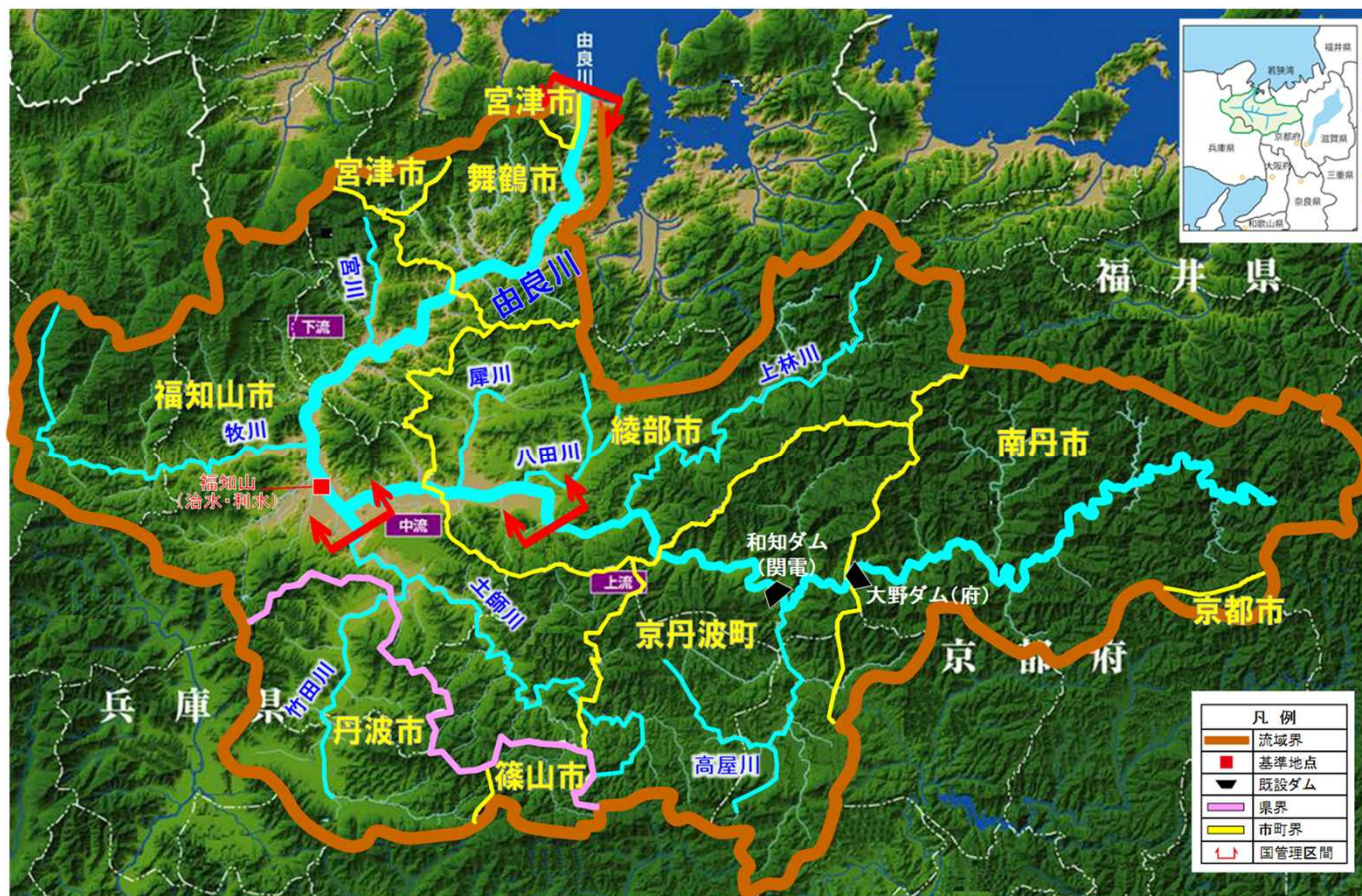 由良川
宮津市
宮津市
舞鶴市
宮川
由良川
下流
福知山市
牧川
犀川
八田川
上林川
綾部市
南丹市
福井県
福知山
(治水・利水)
中流
上流
和知ダム
(関電)
大野ダム(府)
京都市
京丹波町
土師川
京都府
竹田川
兵庫県
丹波市
篠山市
高屋川
福井県
若狭湾
京都府
滋賀県
兵庫県
大阪府
三重県
奈良県
和歌山県
凡例
流域界
基準地点
既設ダム
県界
市町界
国管理区間